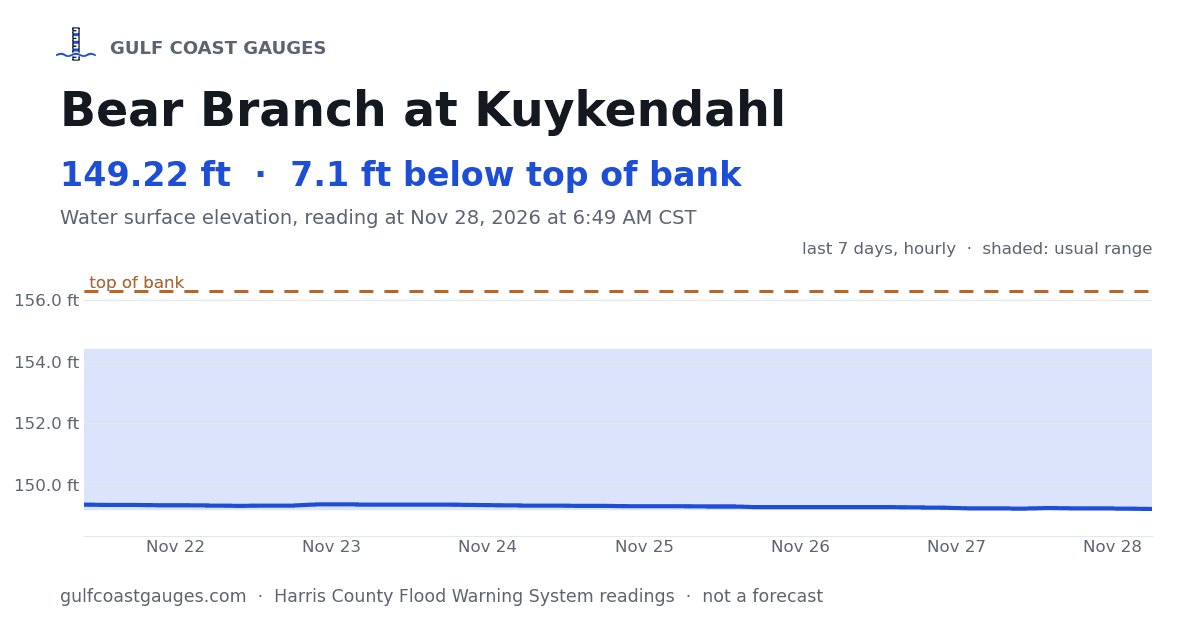 GULF COAST GAUGES
Bear Branch at Kuykendahl
149.22 ft · 7.1 ft below top of bank
Water surface elevation, reading at Nov 28, 2026 at 6:49 AM CST
last 7 days, hourly · shaded: usual range
top of bank
156.0 ft
154.0 ft
152.0 ft
150.0 ft
Nov 22 Nov 23 Nov 24 Nov 25 Nov 26 Nov 27 Nov 28
gulfcoastgauges.com · Harris County Flood Warning System readings · not a forecast